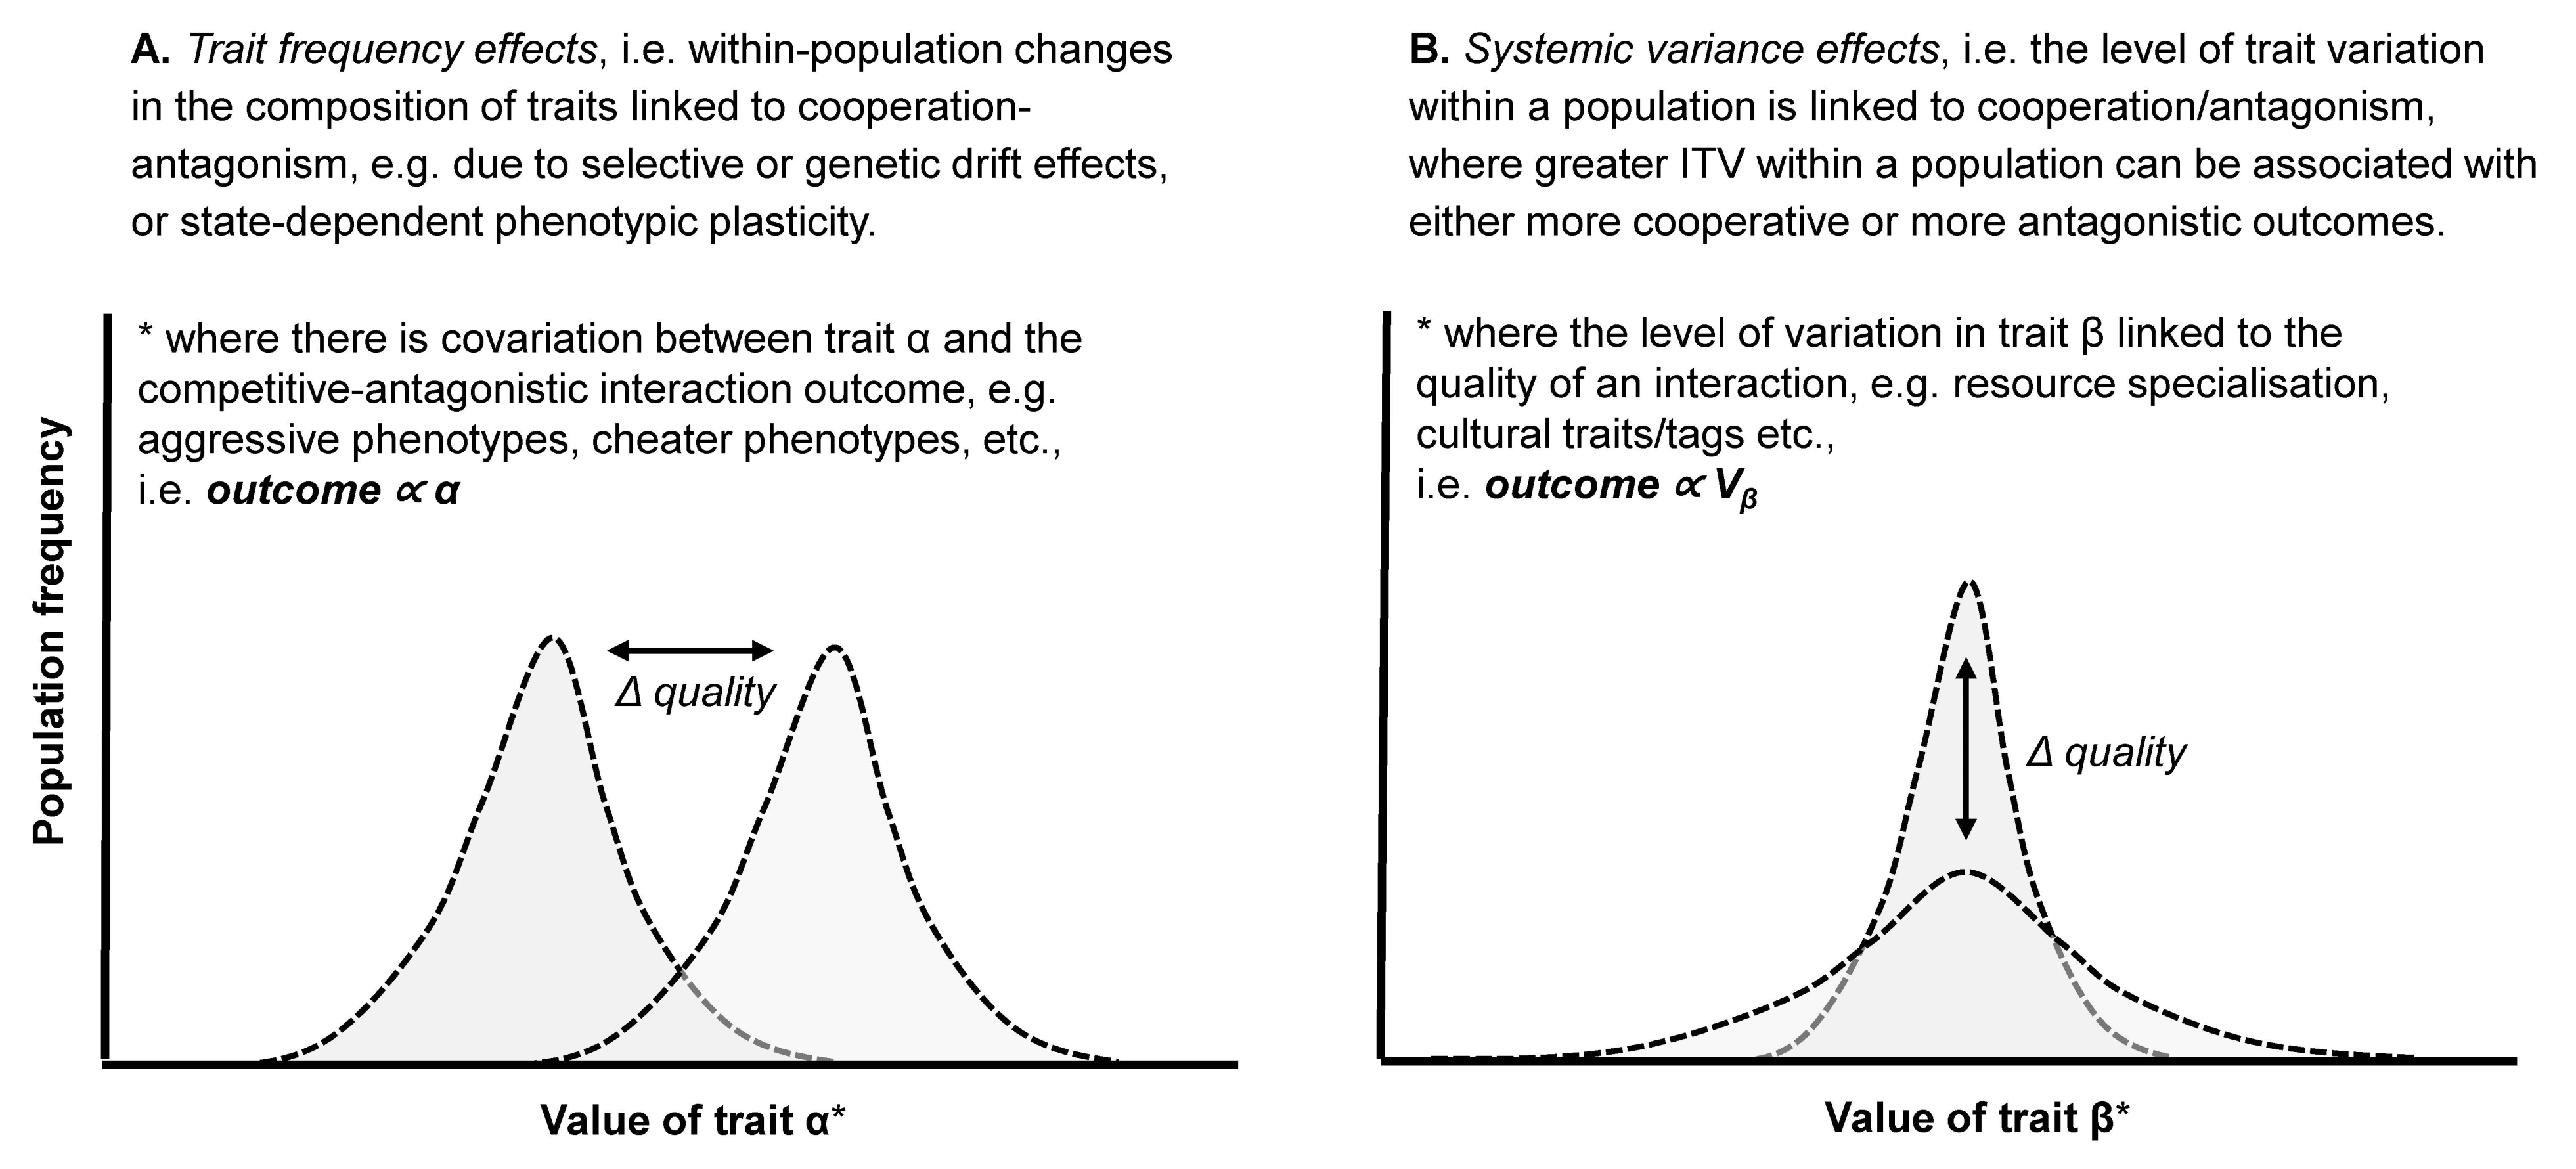 A. Trait frequency effects, i.e. within-population changes
in the composition of traits linked to cooperation-
antagonism, e.g. due to selective or genetic drift effects,
or state-dependent phenotypic plasticity.
* where there is covariation between trait α and the
competitive-antagonistic interaction outcome, e.g.
aggressive phenotypes, cheater phenotypes, etc.,
i.e. outcome ∝ α
Population frequency
Δ quality
Value of trait α*
B. Systemic variance effects, i.e. the level of trait variation
within a population is linked to cooperation/antagonism,
where greater ITV within a population can be associated with
either more cooperative or more antagonistic outcomes.
* where the level of variation in trait β linked to the
quality of an interaction, e.g. resource specialisation,
cultural traits/tags etc.,
i.e. outcome ∝ Vβ
Δ quality
Value of trait β*